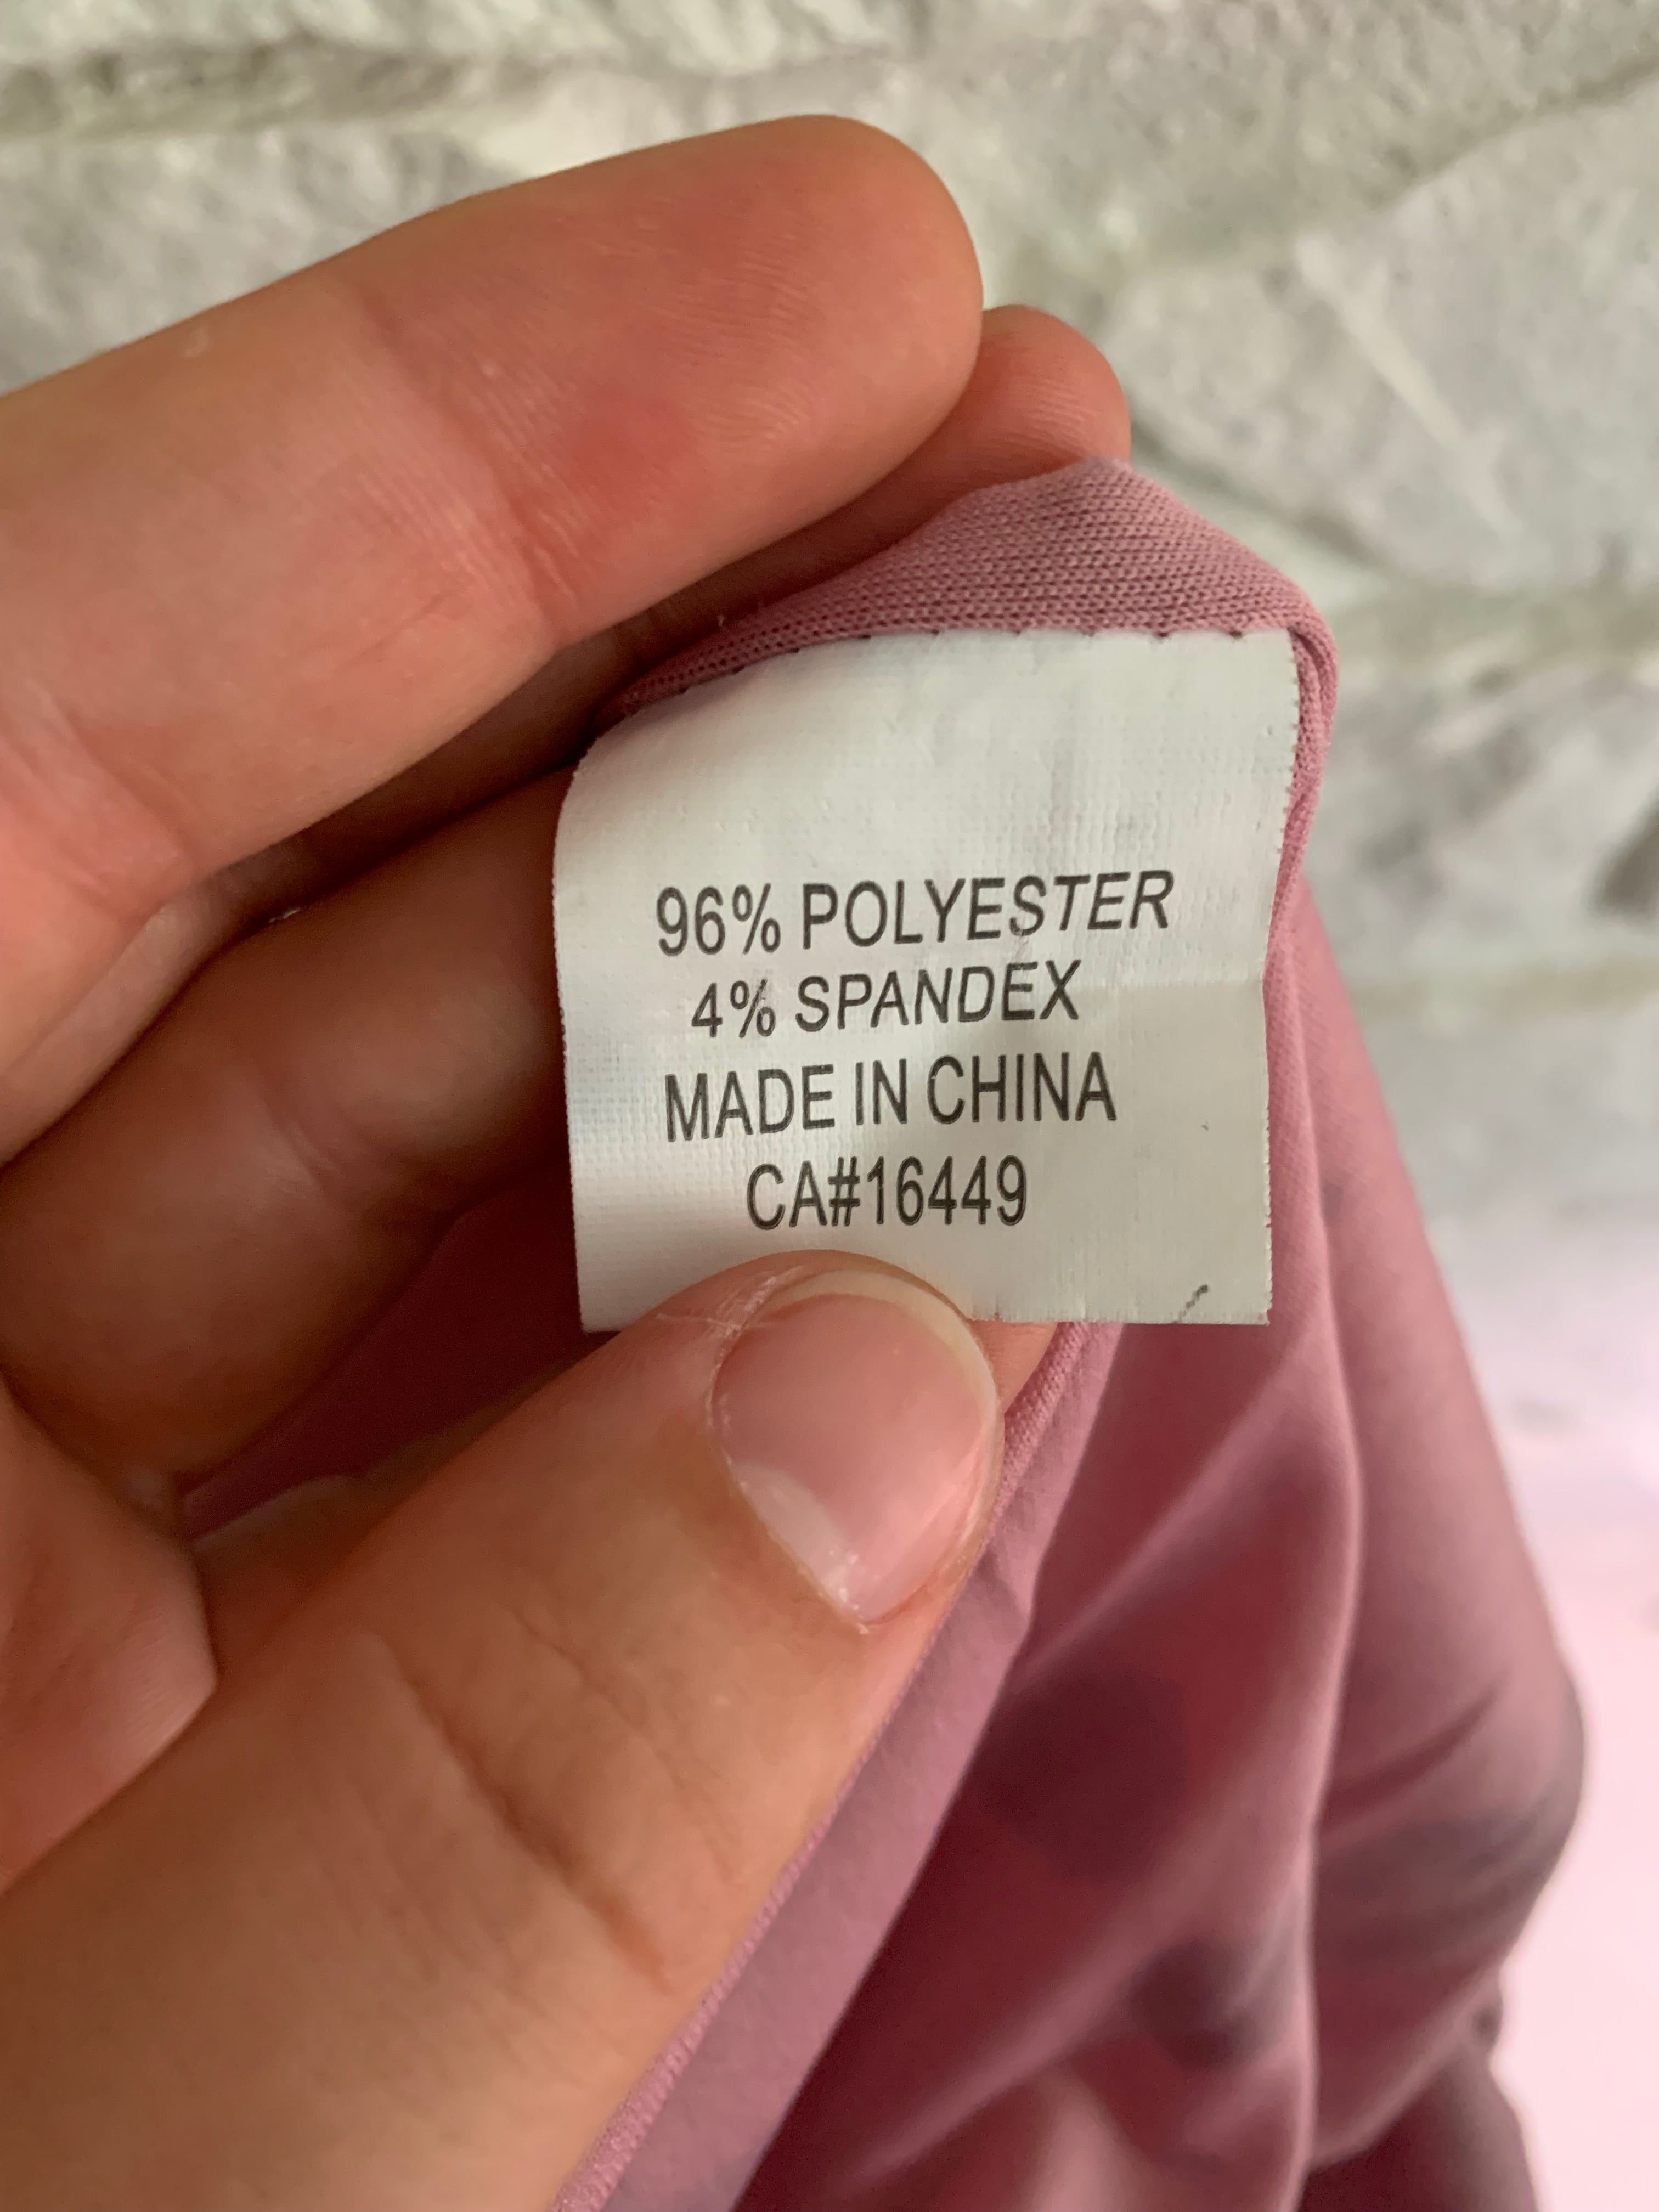 96% POLYESTER
4% SPANDEX
MADE IN CHINA
CA#16449